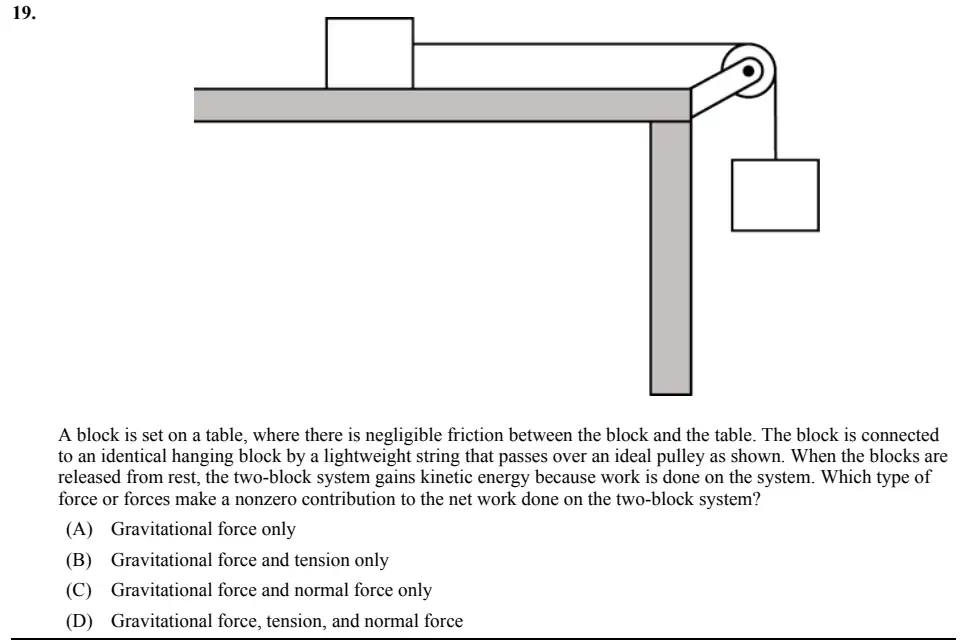 19.
A block is set on a table, where there is negligible friction between the block and the table. The block is connected
to an identical hanging block by a lightweight string that passes over an ideal pulley as shown. When the blocks are
released from rest, the two-block system gains kinetic energy because work is done on the system. Which type of
force or forces make a nonzero contribution to the net work done on the two-block system?
(A) Gravitational force only
(B) Gravitational force and tension only
(C) Gravitational force and normal force only
(D) Gravitational force, tension, and normal force